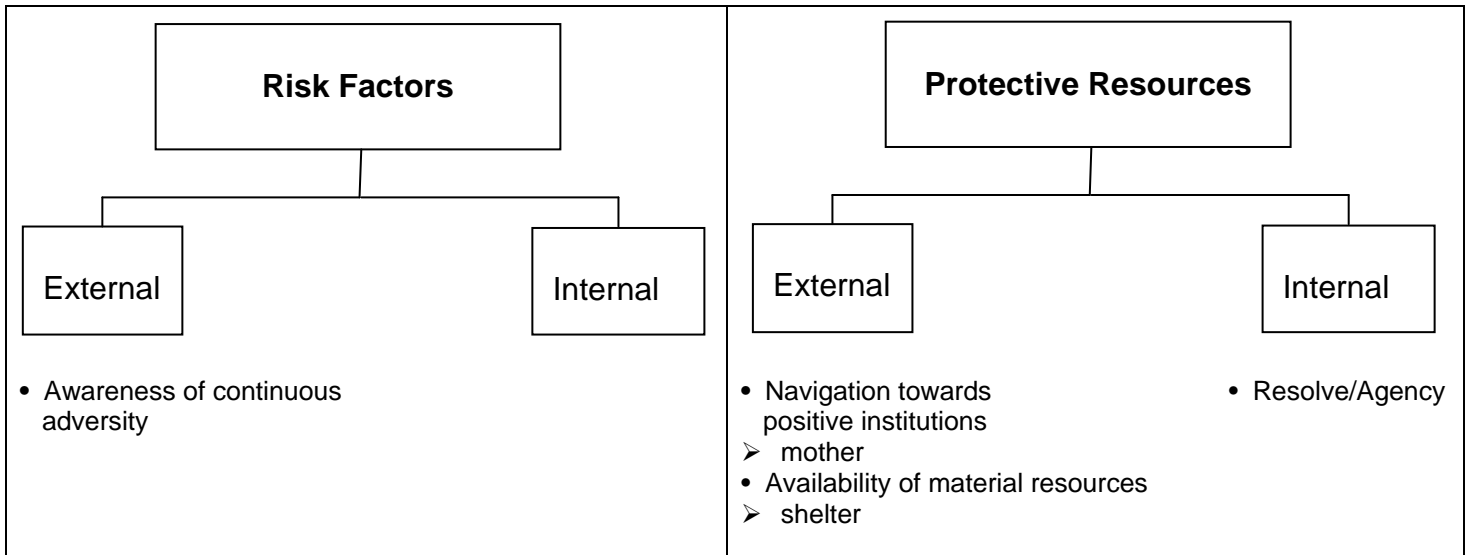 Risk Factors
External
Internal
• Awareness of continuous
adversity
Protective Resources
External
Internal
• Navigation towards
positive institutions
➢ mother
• Availability of material resources
➢ shelter
• Resolve/Agency